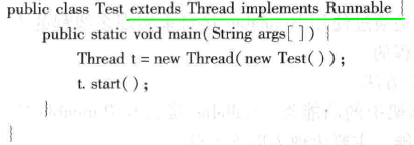 public class Test extends Thread implements Runnable {
public static void main(String args[ ]) {
Thread t = new Thread(new Test());
t. start();
}
}